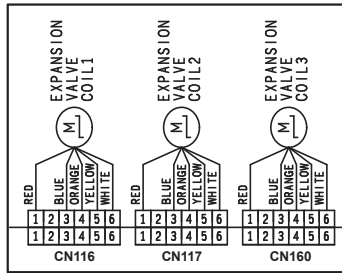 EXPANSION
VALVE
COIL1
M
RED
BLUE
ORANGE
YELLOW
WHITE
1 2 3 4 5 6
1 2 3 4 5 6
CN116
EXPANSION
VALVE
COIL2
M
RED
BLUE
ORANGE
YELLOW
WHITE
1 2 3 4 5 6
1 2 3 4 5 6
CN117
EXPANSION
VALVE
COIL3
M
RED
BLUE
ORANGE
YELLOW
WHITE
1 2 3 4 5 6
1 2 3 4 5 6
CN160